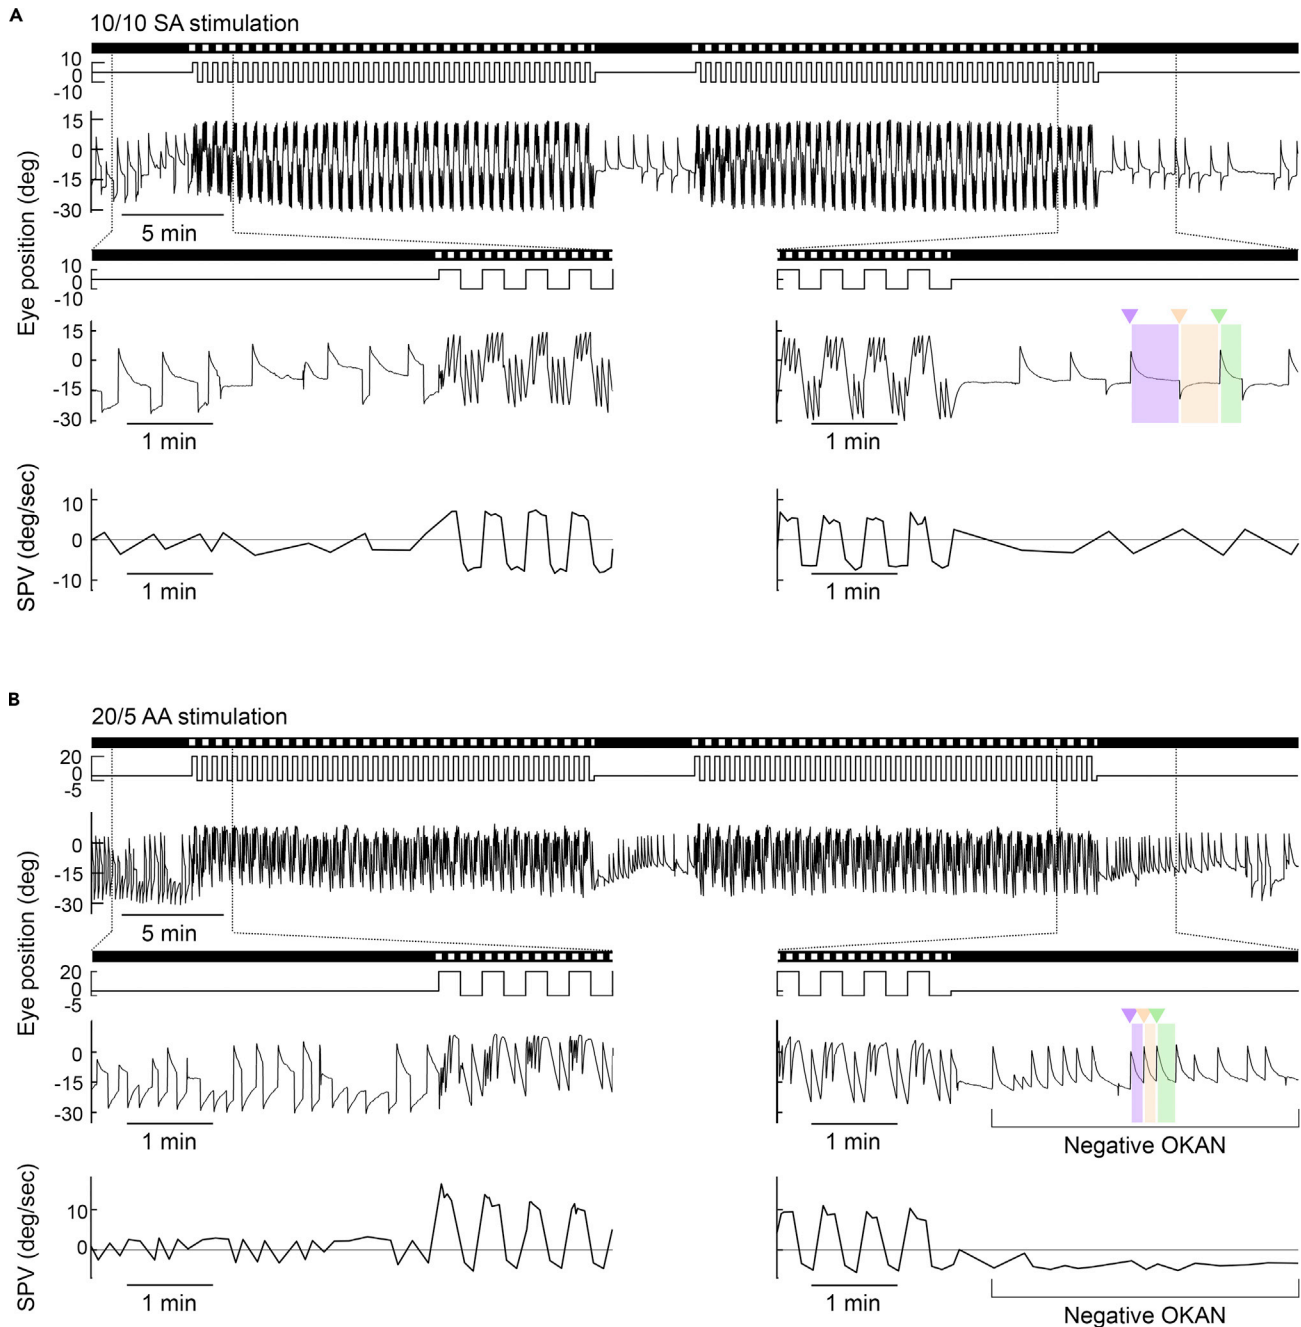 A
10/10 SA stimulation
10
0
-10
15
0
-15
-30
5 min
Eye position (deg)
10
0
-10
15
0
-15
-30
1 min
1 min
SPV (deg/sec)
10
0
-10
1 min
1 min
B
20/5 AA stimulation
20
0
-5
0
-15
-30
5 min
Eye position (deg)
20
0
-5
0
-15
-30
1 min
1 min
Negative OKAN
SPV (deg/sec)
10
0
1 min
1 min
Negative OKAN